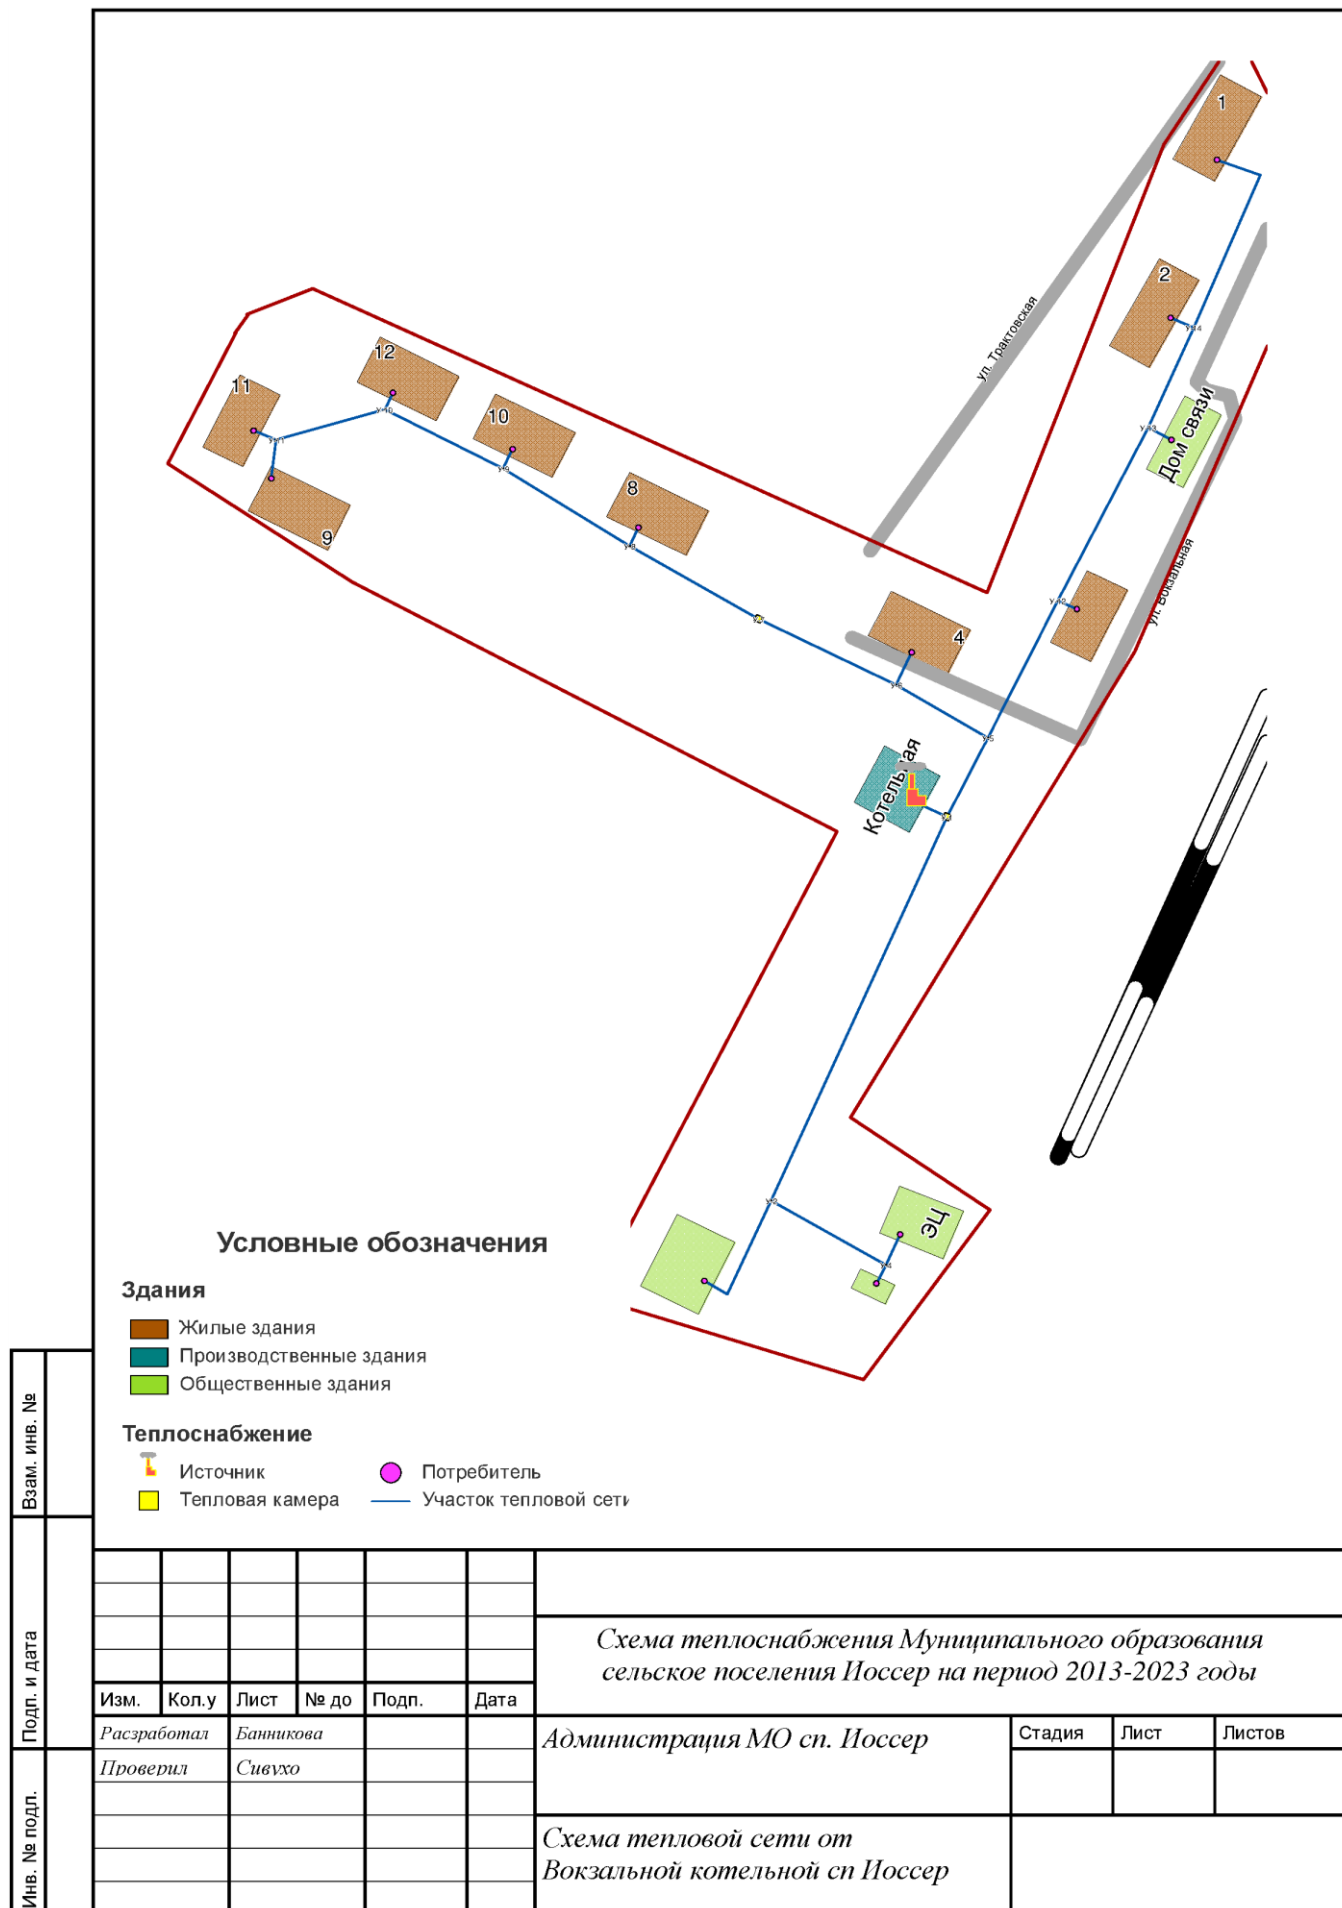 1
2
ул. Трактовская
12
11
10
Дом связи
8
9
ул. Вокзальная
4
Котельная
ЭЦ
Условные обозначения
Здания
Жилые здания
Производственные здания
Общественные здания
Теплоснабжение
Источник
Потребитель
Тепловая камера
Участок тепловой сети
Взам. инв. №
Подп. и дата
Инв. № подл.
Схема теплоснабжения Муниципального образования
сельское поселения Иоссер на период 2013-2023 годы
Изм. Кол.у Лист № до Подп. Дата
Расзработал Банникова
Проверил Сивухо
Администрация МО сп. Иоссер
Стадия Лист Листов
Схема тепловой сети от
Вокзальной котельной сп Иоссер